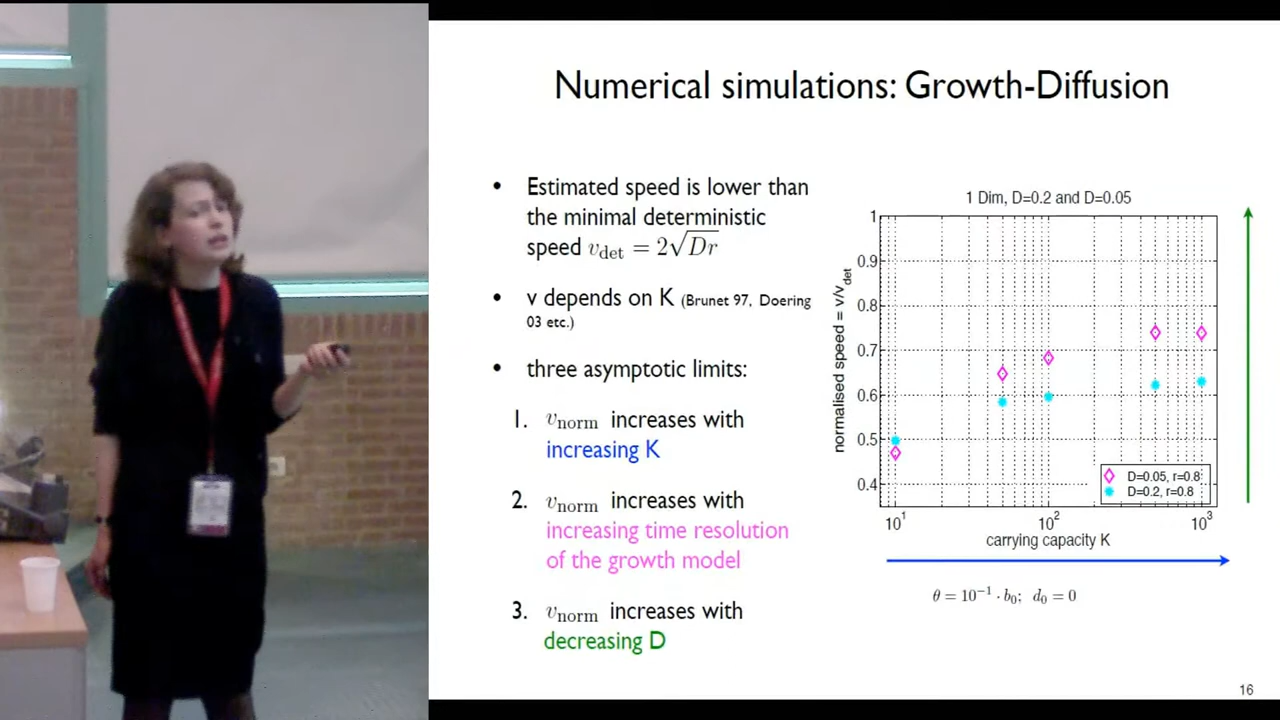 Numerical simulations: Growth-Diffusion
• Estimated speed is lower than
the minimal deterministic
speed v_det = 2√Dr
• v depends on K (Brunet 97, Doering
03 etc.)
• three asymptotic limits:
1. v_norm increases with
increasing K
2. v_norm increases with
increasing time resolution
of the growth model
3. v_norm increases with
decreasing D
1 Dim, D=0.2 and D=0.05
normalised speed = v/v_det
1
0.9
0.8
0.7
0.6
0.5
0.4
D=0.05, r=0.8
D=0.2, r=0.8
10^1 10^2 10^3
carrying capacity K
θ = 10^−1 · b_0; d_0 = 0
16